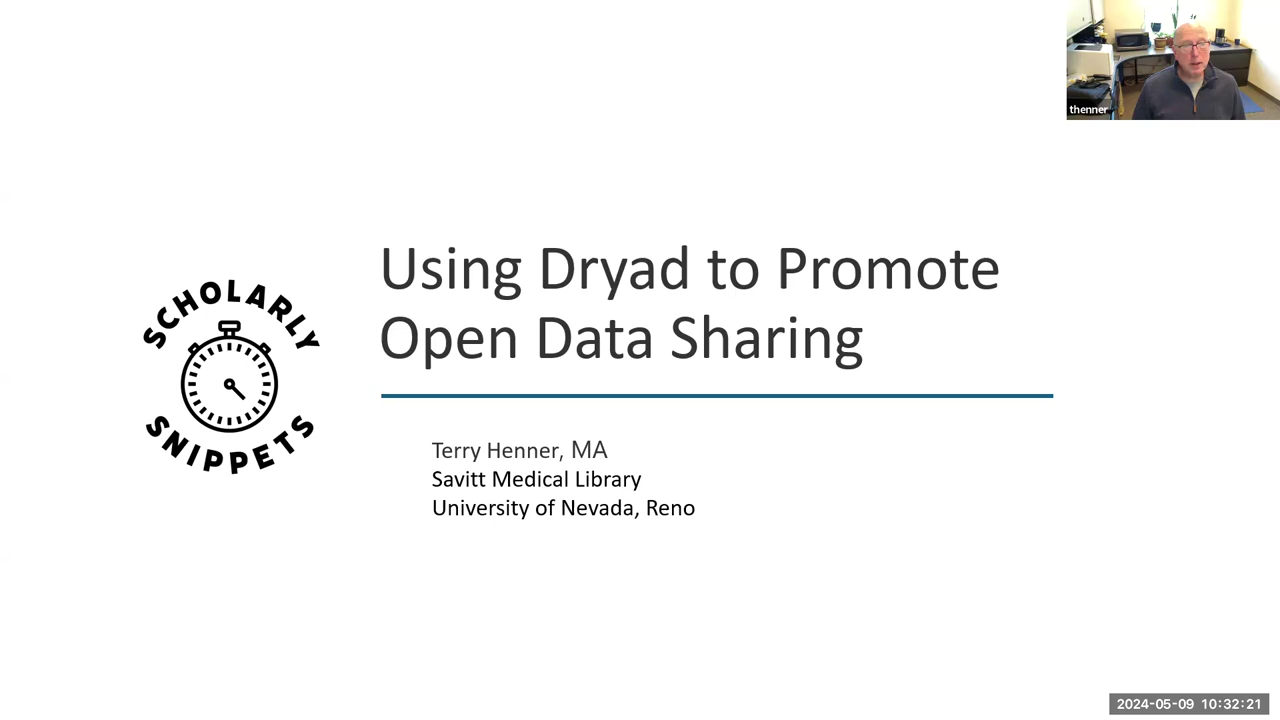 thenner
Using Dryad to Promote
Open Data Sharing
SCHOLARLY
SNIPPETS
Terry Henner, MA
Savitt Medical Library
University of Nevada, Reno
2024-05-09 10:32:21